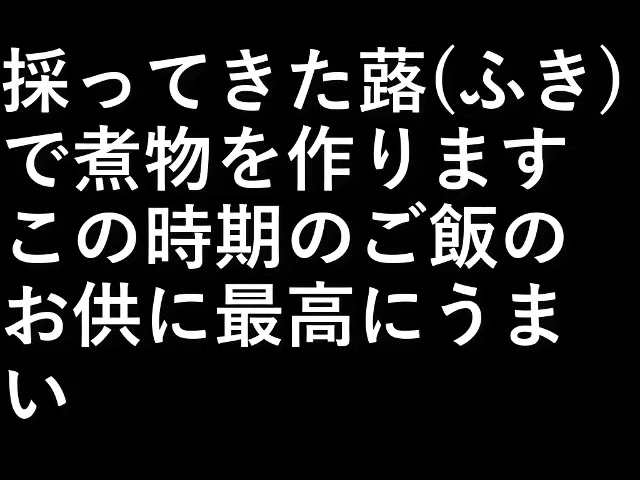 採ってきた蕗(ふき)
で煮物を作ります
この時期のご飯の
お供に最高にうま
い